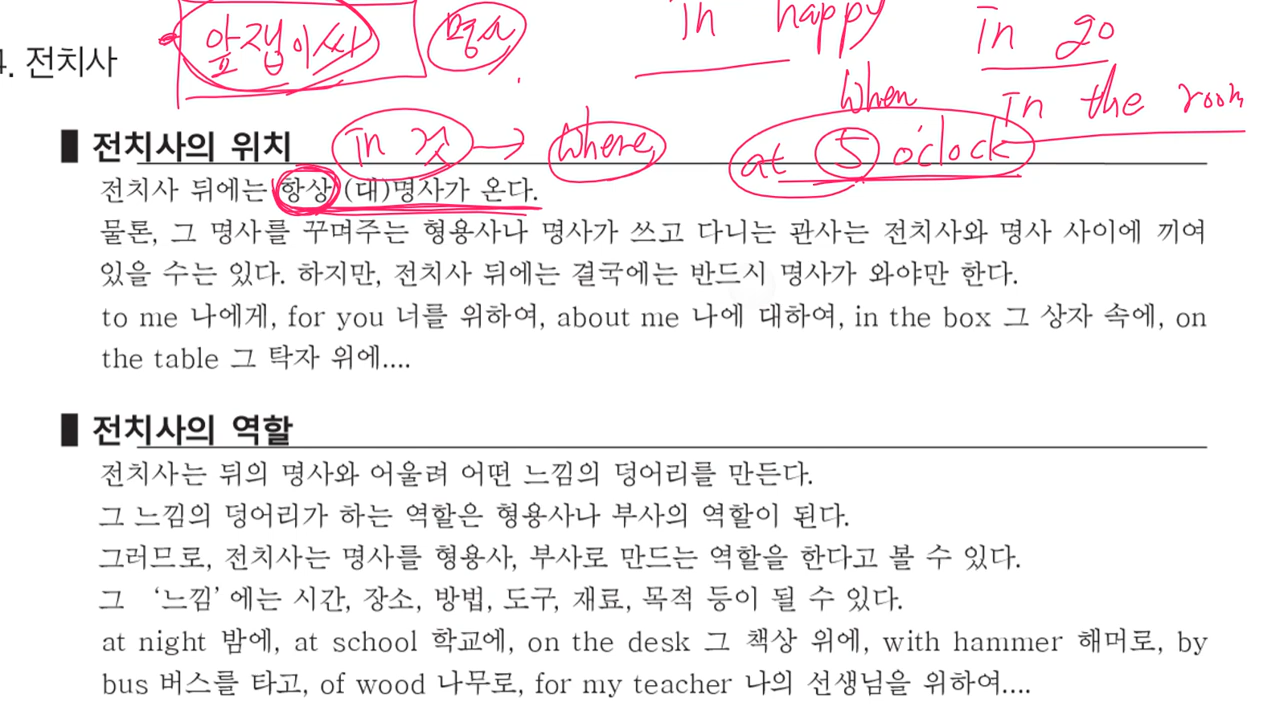 앞잽이싸 명사 in happy in go
4. 전치사
when in the room
전치사의 위치 in 것 → where, at 5 o'clock
전치사 뒤에는 항상 (대)명사가 온다.
물론, 그 명사를 꾸며주는 형용사나 명사가 쓰고 다니는 관사는 전치사와 명사 사이에 끼여
있을 수는 있다. 하지만, 전치사 뒤에는 결국에는 반드시 명사가 와야만 한다.
to me 나에게, for you 너를 위하여, about me 나에 대하여, in the box 그 상자 속에, on
the table 그 탁자 위에....
전치사의 역할
전치사는 뒤의 명사와 어울려 어떤 느낌의 덩어리를 만든다.
그 느낌의 덩어리가 하는 역할은 형용사나 부사의 역할이 된다.
그러므로, 전치사는 명사를 형용사, 부사로 만드는 역할을 한다고 볼 수 있다.
그 ‘느낌’에는 시간, 장소, 방법, 도구, 재료, 목적 등이 될 수 있다.
at night 밤에, at school 학교에, on the desk 그 책상 위에, with hammer 해머로, by
bus 버스를 타고, of wood 나무로, for my teacher 나의 선생님을 위하여....